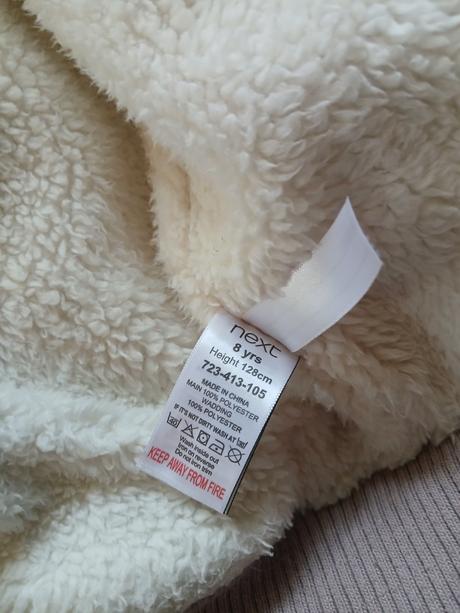 next
8 yrs
Height 128cm
723-413-105
MADE IN CHINA
MAIN 100% POLYESTER
WADDING
100% POLYESTER
IF IT'S NOT DIRTY WASH AT
Wash inside out
iron on reverse
Do not iron trim
KEEP AWAY FROM FIRE